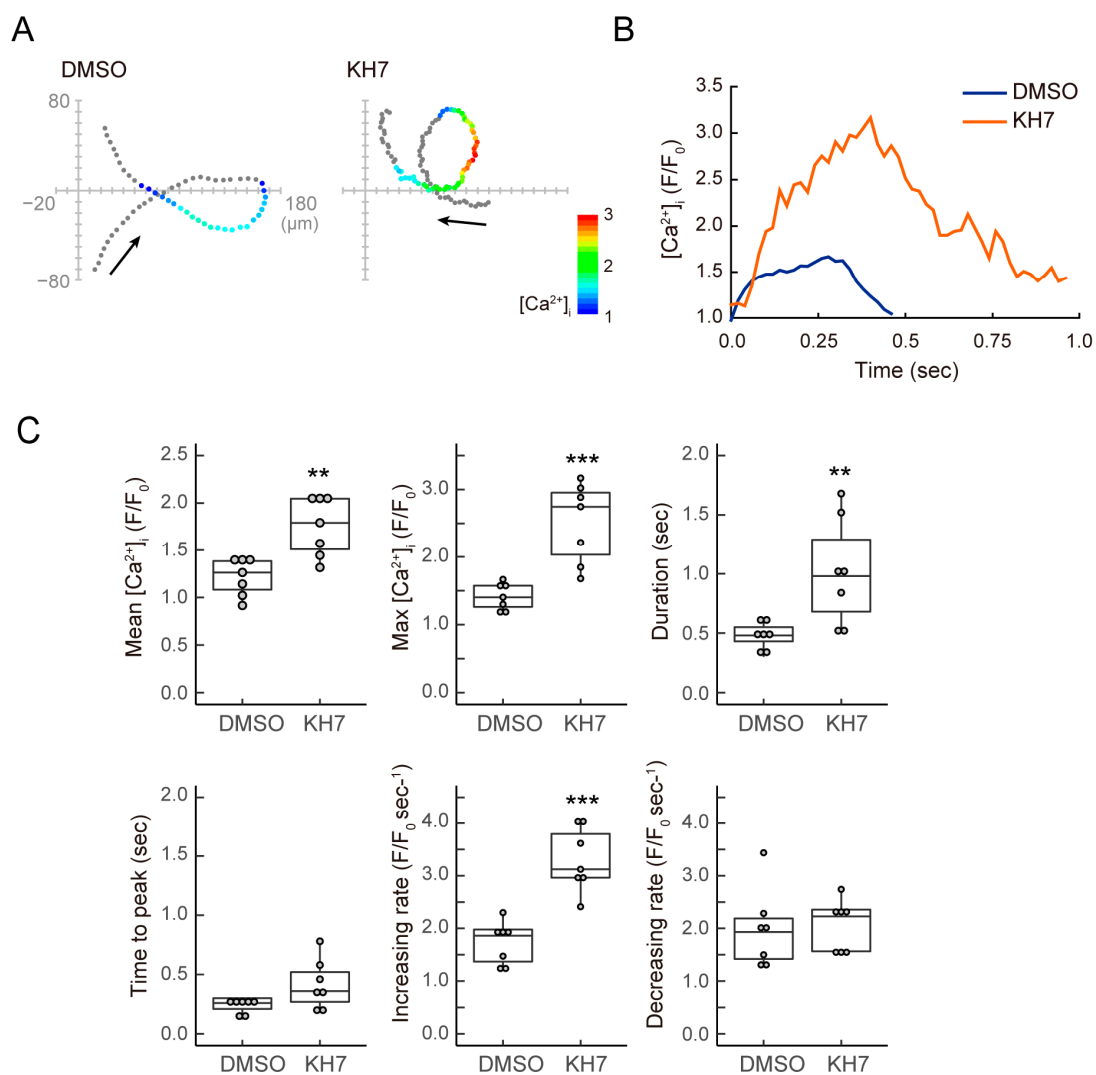 A
DMSO
KH7
80
−20
180
(µm)
−80
3
2
1
[Ca²⁺]ᵢ
B
[Ca²⁺]ᵢ (F/F₀)
3.5
3.0
2.5
2.0
1.5
1.0
0.0
0.25
0.5
0.75
1.0
Time (sec)
DMSO
KH7
C
Mean [Ca²⁺]ᵢ (F/F₀)
2.5
2.0
1.5
1.0
0.5
0.0
**
DMSO
KH7
Max [Ca²⁺]ᵢ (F/F₀)
3.0
2.0
1.0
0.0
***
DMSO
KH7
Duration (sec)
2.0
1.5
1.0
0.5
0.0
**
DMSO
KH7
Time to peak (sec)
2.0
1.5
1.0
0.5
0.0
DMSO
KH7
Increasing rate (F/F₀ sec-¹)
4.0
3.0
2.0
1.0
0.0
***
DMSO
KH7
Decreasing rate (F/F₀ sec-¹)
4.0
3.0
2.0
1.0
0.0
DMSO
KH7